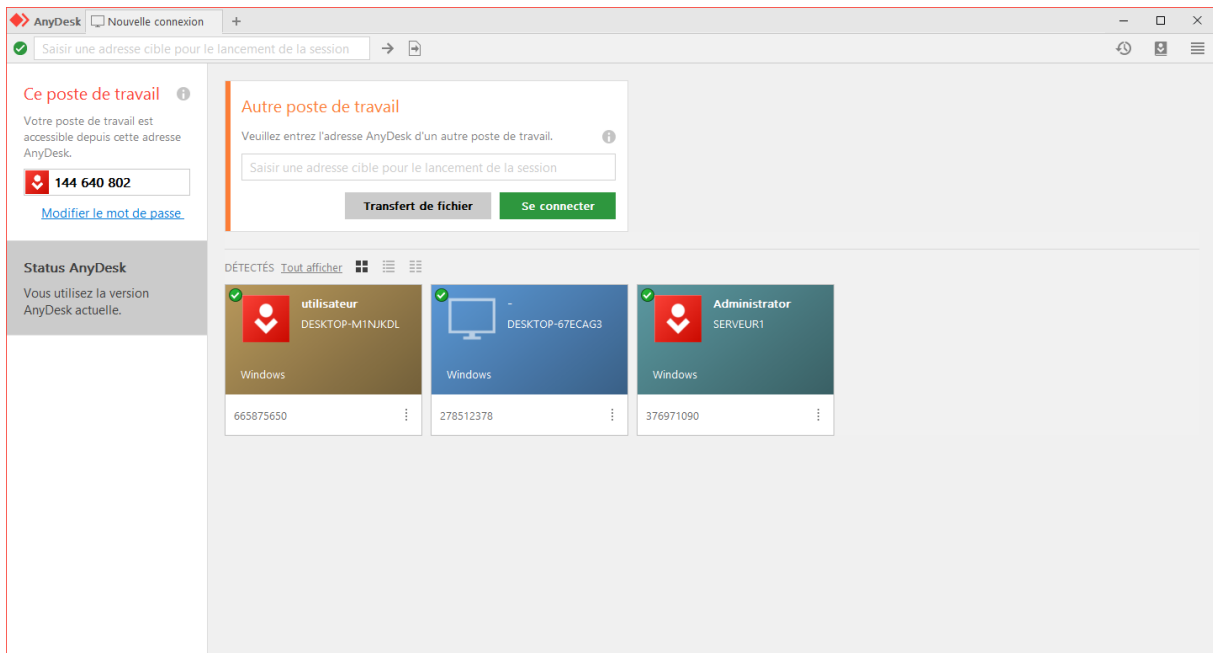 AnyDesk
Nouvelle connexion
+
Saisir une adresse cible pour le lancement de la session
Ce poste de travail
Votre poste de travail est
accessible depuis cette adresse
AnyDesk.
144 640 802
Modifier le mot de passe
Status AnyDesk
Vous utilisez la version
AnyDesk actuelle.
Autre poste de travail
Veuillez entrez l'adresse AnyDesk d'un autre poste de travail.
Saisir une adresse cible pour le lancement de la session
Transfert de fichier
Se connecter
DÉTECTÉS Tout afficher
utilisateur
DESKTOP-M1NJKDL
Windows
665875650
-
DESKTOP-67ECAG3
Windows
278512378
Administrator
SERVEUR1
Windows
376971090